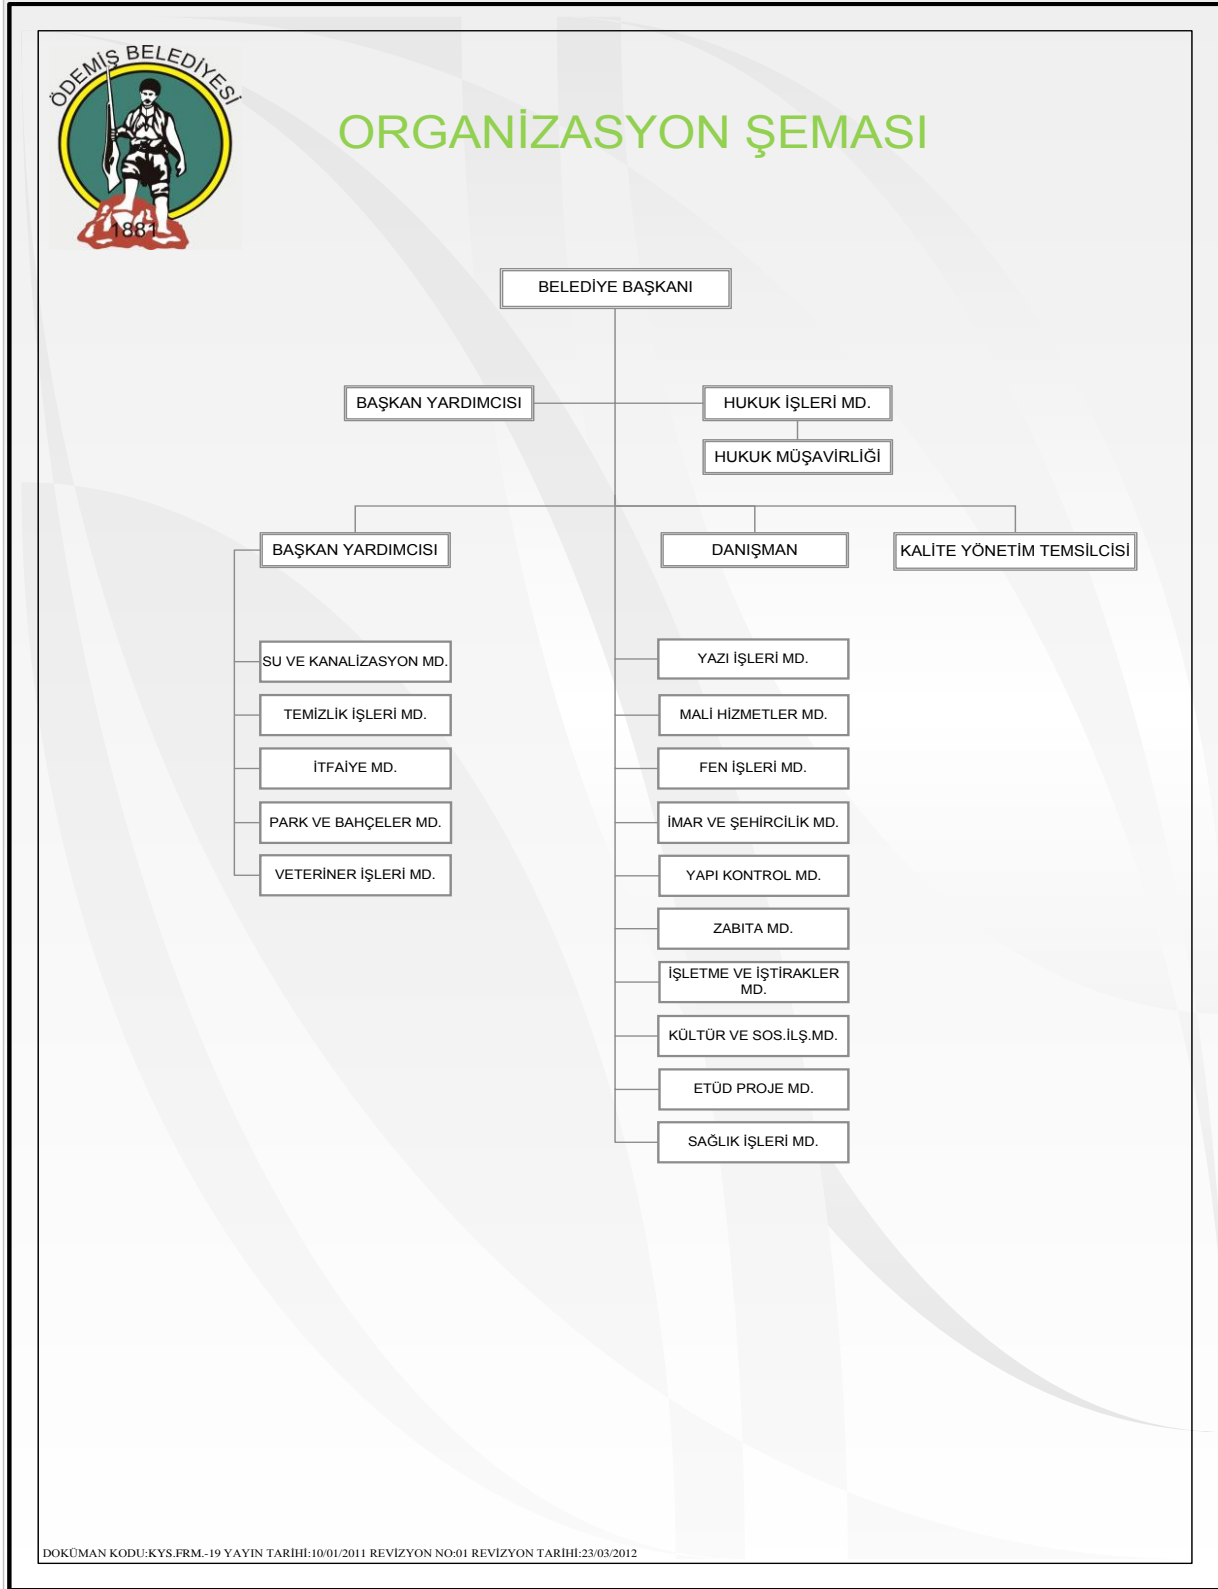 ÖDEMİŞ BELEDİYESİ
1881
ORGANİZASYON ŞEMASI
BELEDİYE BAŞKANI
BAŞKAN YARDIMCISI
HUKUK İŞLERİ MD.
HUKUK MÜŞAVİRLİĞİ
BAŞKAN YARDIMCISI
DANIŞMAN
KALİTE YÖNETİM TEMSİLCİSİ
SU VE KANALİZASYON MD.
TEMİZLİK İŞLERİ MD.
İTFAİYE MD.
PARK VE BAHÇELER MD.
VETERİNER İŞLERİ MD.
YAZI İŞLERİ MD.
MALİ HİZMETLER MD.
FEN İŞLERİ MD.
İMAR VE ŞEHİRCİLİK MD.
YAPI KONTROL MD.
ZABITA MD.
İŞLETME VE İŞTİRAKLER
MD.
KÜLTÜR VE SOS.İLŞ.MD.
ETÜD PROJE MD.
SAĞLIK İŞLERİ MD.
DOKÜMAN KODU:KYS.FRM.-19 YAYIN TARİHİ:10/01/2011 REVİZYON NO:01 REVİZYON TARİHİ:23/03/2012